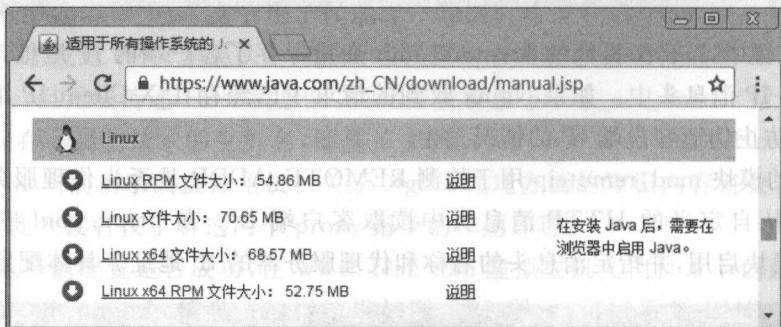 适用于所有操作系统的 J
https://www.java.com/zh_CN/download/manual.jsp
Linux
Linux RPM 文件大小： 54.86 MB 说明
Linux 文件大小： 70.65 MB 说明
Linux x64 文件大小： 68.57 MB 说明
Linux x64 RPM 文件大小： 52.75 MB 说明
在安装 Java 后，需要在
浏览器中启用 Java。